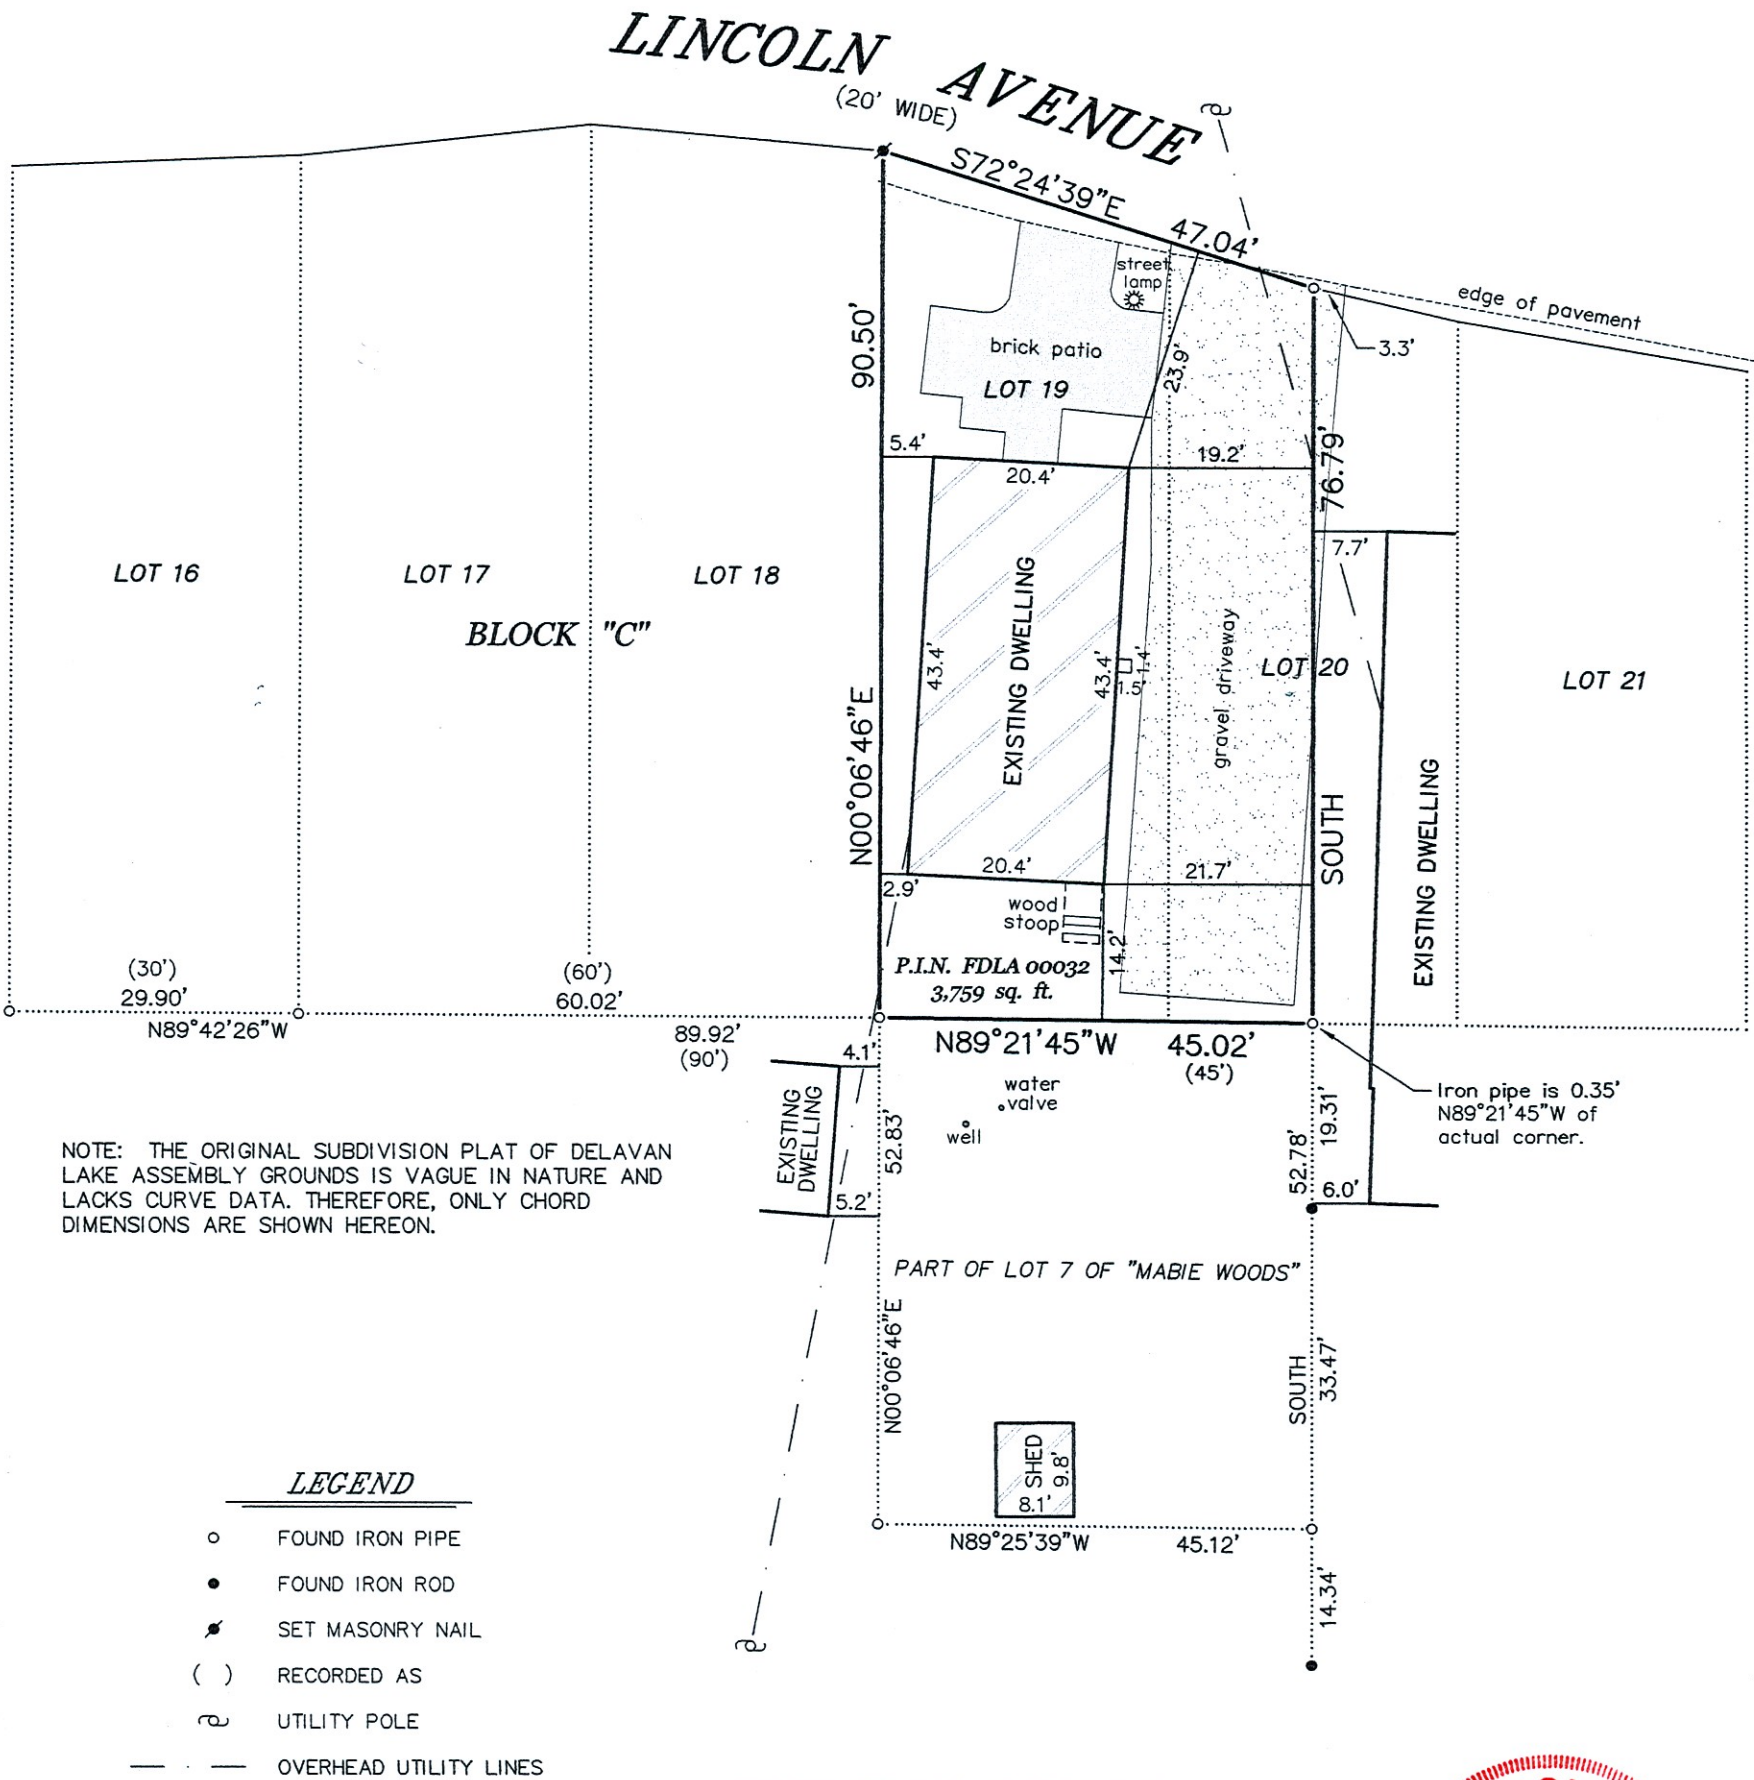 LINCOLN AVENUE
(20' WIDE)
S72°24'39"E
47.04'
street
lamp
edge of pavement
3.3'
90.50'
brick patio
LOT 19
23.9'
5.4'
20.4'
19.2'
76.79'
7.7'
LOT 16
LOT 17
LOT 18
BLOCK "C"
EXISTING DWELLING
43.4'
43.4'
1.4'
1.5'
gravel driveway
LOT 20
LOT 21
N00°06'46"E
SOUTH
EXISTING DWELLING
20.4'
21.7'
2.9'
wood
stoop
14.2'
P.I.N. FDLA 00032
3,759 sq. ft.
(30')
29.90'
(60')
60.02'
N89°42'26"W
89.92'
(90')
N89°21'45"W 45.02'
(45')
4.1'
EXISTING
DWELLING
5.2'
52.83'
water
valve
well
19.31'
52.78'
6.0'
Iron pipe is 0.35'
N89°21'45"W of
actual corner.
NOTE: THE ORIGINAL SUBDIVISION PLAT OF DELAVAN
LAKE ASSEMBLY GROUNDS IS VAGUE IN NATURE AND
LACKS CURVE DATA. THEREFORE, ONLY CHORD
DIMENSIONS ARE SHOWN HEREON.
PART OF LOT 7 OF "MABIE WOODS"
N00°06'46"E
SOUTH
33.47'
SHED
9.8'
8.1'
N89°25'39"W 45.12'
14.34'
LEGEND
FOUND IRON PIPE
FOUND IRON ROD
SET MASONRY NAIL
( ) RECORDED AS
UTILITY POLE
OVERHEAD UTILITY LINES